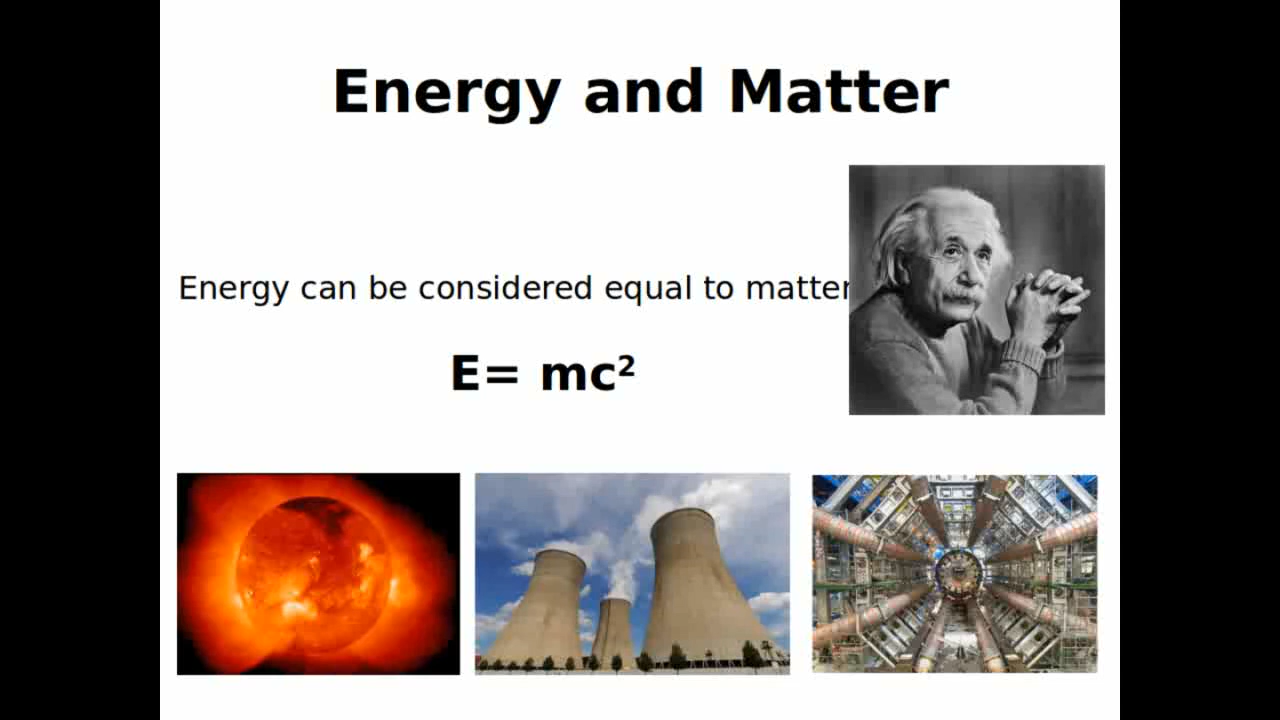 Energy and Matter
Energy can be considered equal to matter
E= mc²